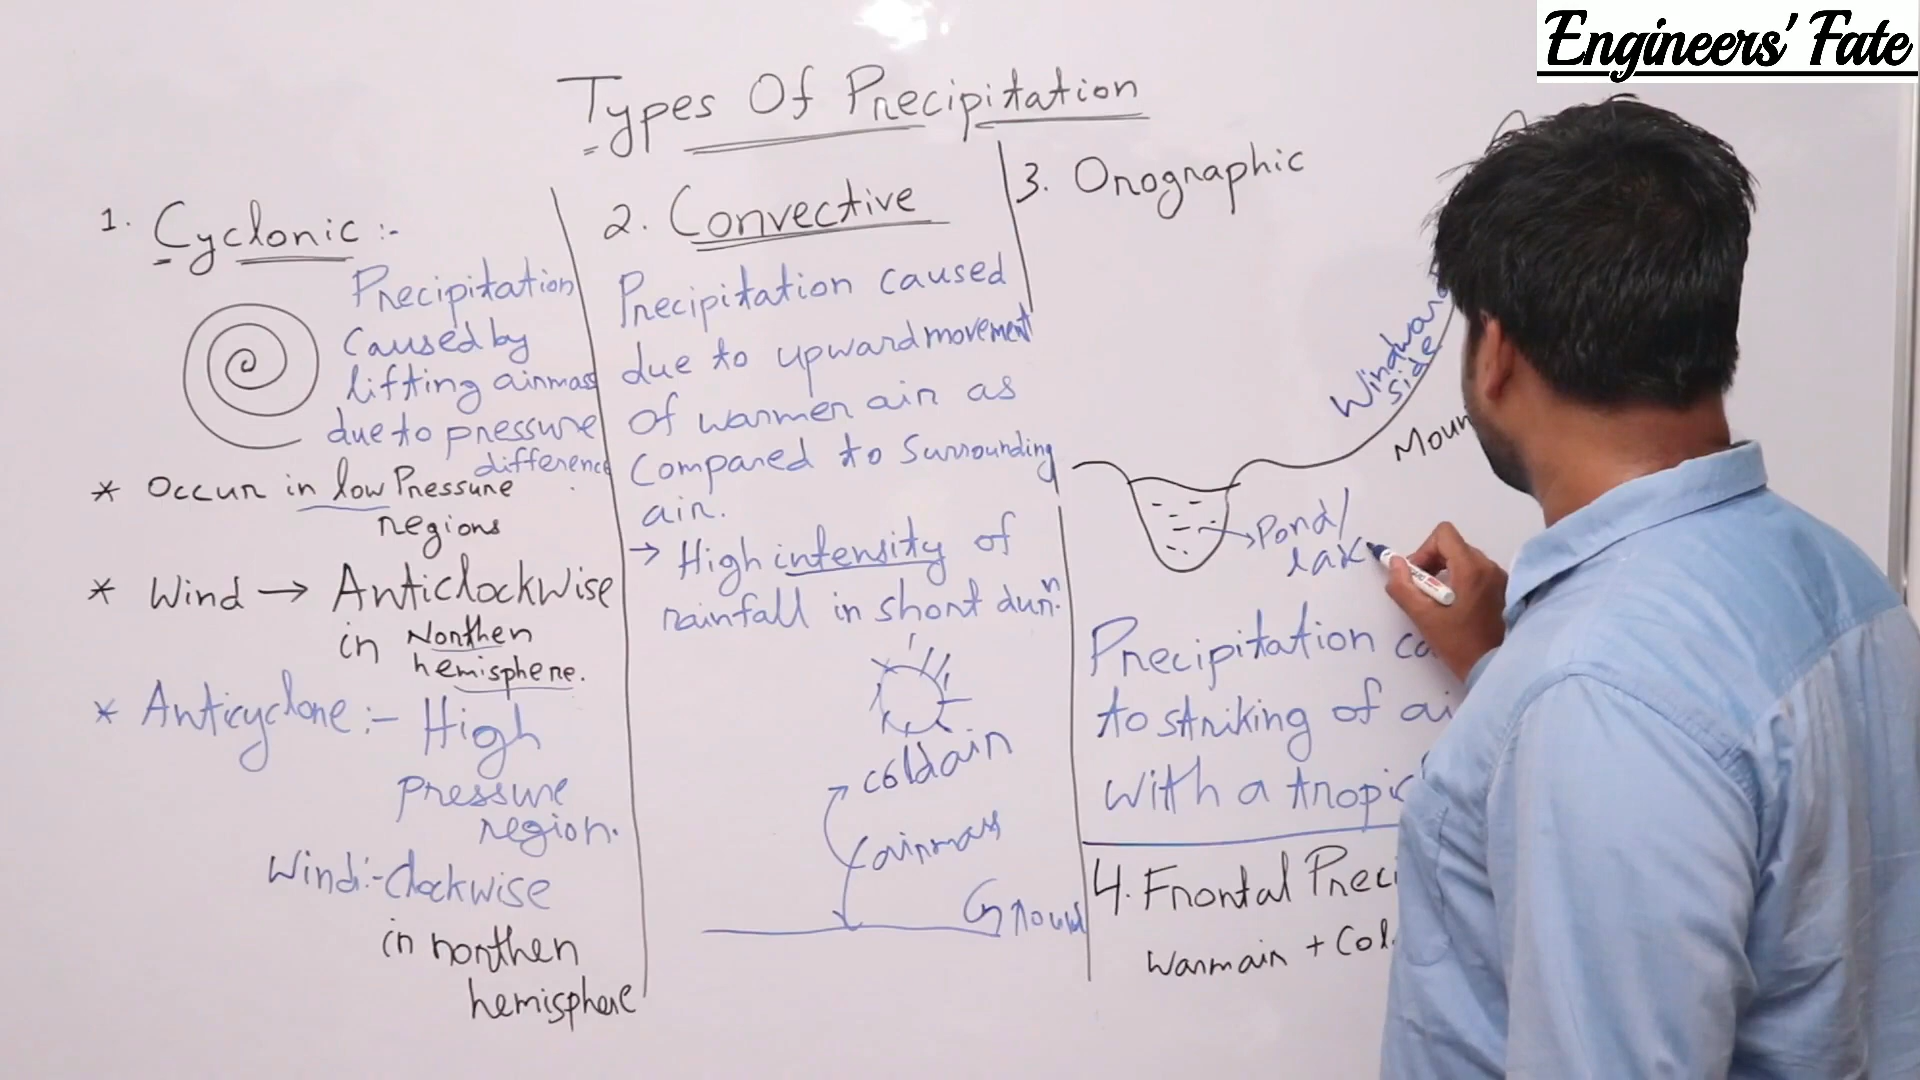 Engineers' Fate
Types Of Precipitation
1. Cyclonic :-
Precipitation
Caused by
lifting airmass
due to pressure
difference
* Occur in low Pressure
regions
* Wind → Anticlockwise
in Northen
hemisphere.
* Anticyclone :- High
pressure
region.
Wind :- Clockwise
in northen
hemisphere
2. Convective
Precipitation caused
due to upward movement
Of warmer air as
Compared to Surrounding
air.
→ High intensity of
rainfall in short durn.
cold air
airmass
Ground
3. Orographic
Windward
side
Moun
Pond/
lak
Precipitation ca
to striking of ai
with a tropic
4. Frontal Preci
Warm air + Col